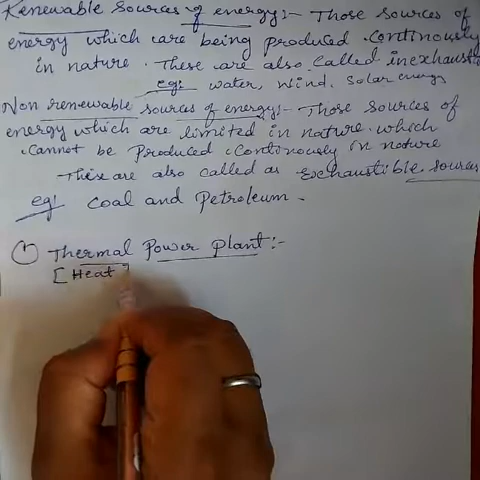 Renewable sources of energy:- Those sources of
energy which are being produced continously
in nature. These are also called inexhaust
eg:- water, wind, solar energy
Non renewable sources of energy:- Those sources of
energy which are limited in nature. which
cannot be produced continously in nature
These are also called as exhaustible sources
eg: Coal and Petroleum.
① Thermal Power Plant:-
[Heat]